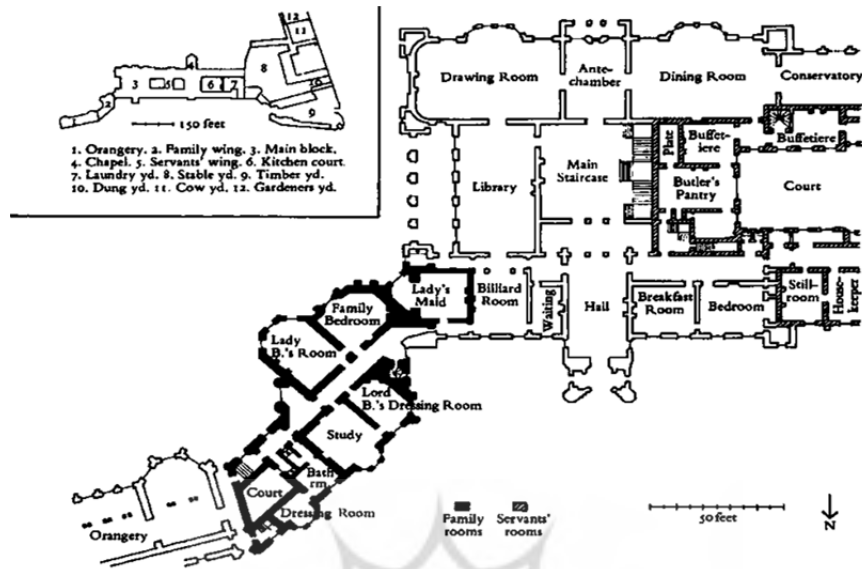 12
11
4
8
3
5
6
7
2
10
9
1
150 feet
1. Orangery. 2. Family wing. 3. Main block.
4. Chapel. 5. Servants' wing. 6. Kitchen court.
7. Laundry yd. 8. Stable yd. 9. Timber yd.
10. Dung yd. 11. Cow yd. 12. Gardeners yd.
Drawing Room
Ante-
chamber
Dining Room
Conservatory
Library
Main
Staircase
Plate
Buffet-
iere
Buffetiere
Butler's
Pantry
Court
Lady's
Maid
Billiard
Room
Waiting
Hall
Breakfast
Room
Bedroom
Still-
room
House-
keeper
Family
Bedroom
Lady
B.'s Room
Lord
B.'s Dressing Room
Study
Bath
rm
Court
Dressing Room
Orangery
Family
rooms
Servants'
rooms
50 feet
N